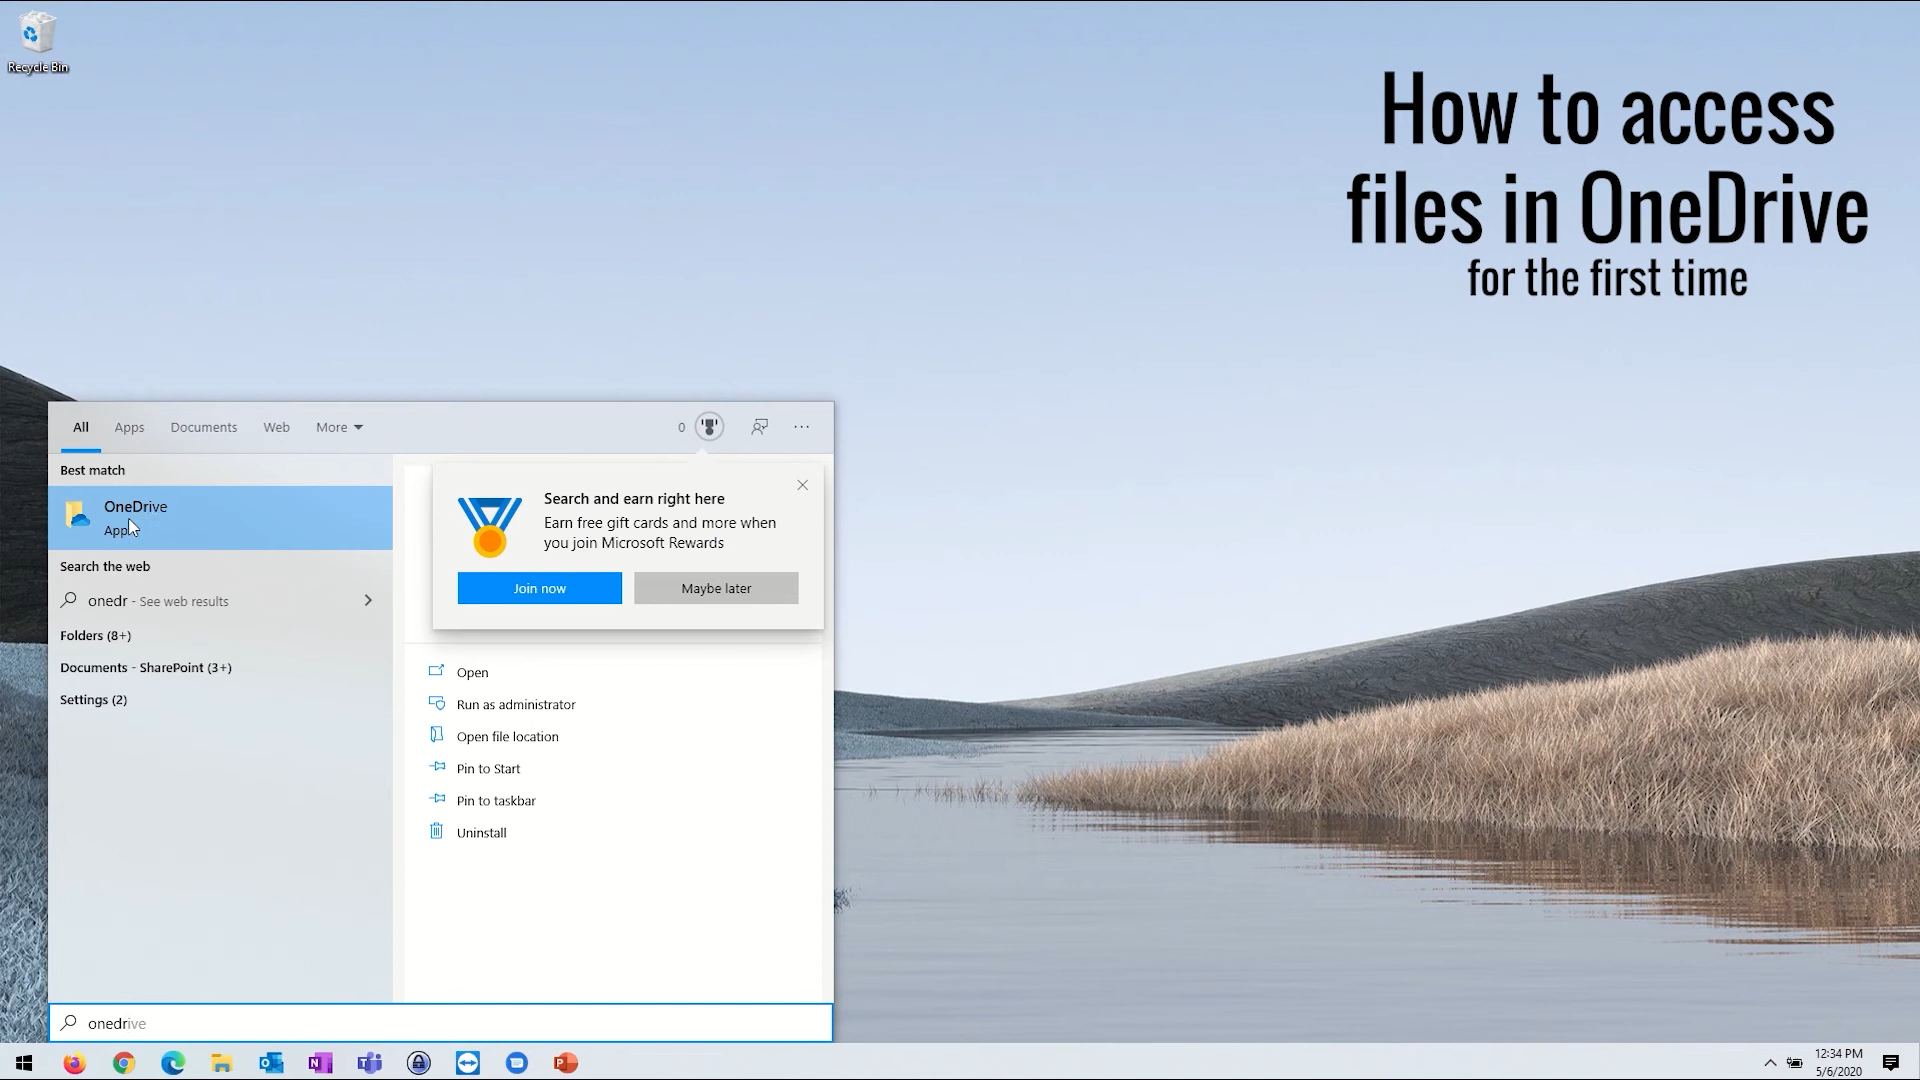 Recycle Bin
How to access
files in OneDrive
for the first time
All
Apps
Documents
Web
More
0
Best match
OneDrive
App
Search the web
onedr - See web results
Folders (8+)
Documents - SharePoint (3+)
Settings (2)
Search and earn right here
Earn free gift cards and more when
you join Microsoft Rewards
Join now
Maybe later
Open
Run as administrator
Open file location
Pin to Start
Pin to taskbar
Uninstall
onedrive
12:34 PM
5/6/2020